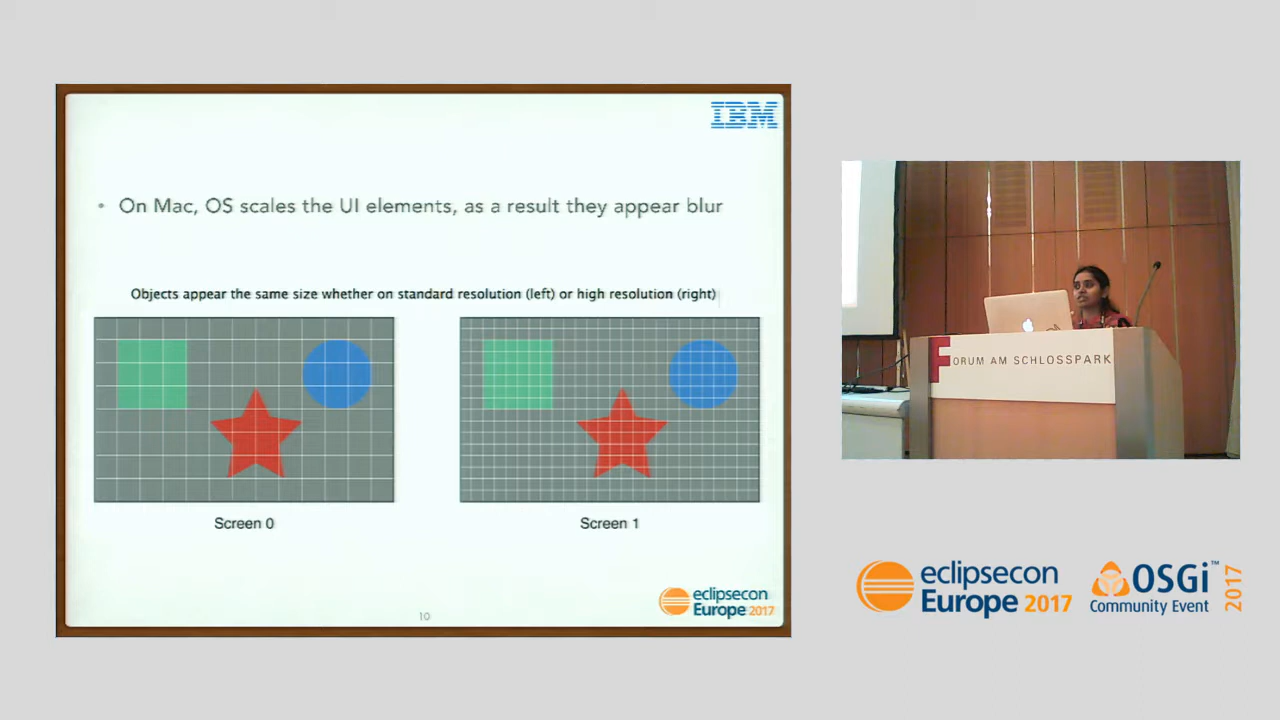 IBM
• On Mac, OS scales the UI elements, as a result they appear blur
Objects appear the same size whether on standard resolution (left) or high resolution (right)
Screen 0
Screen 1
10
eclipsecon
Europe 2017
FORUM AM SCHLOSSPARK
eclipsecon
Europe 2017
OSGi™
Community Event
2017